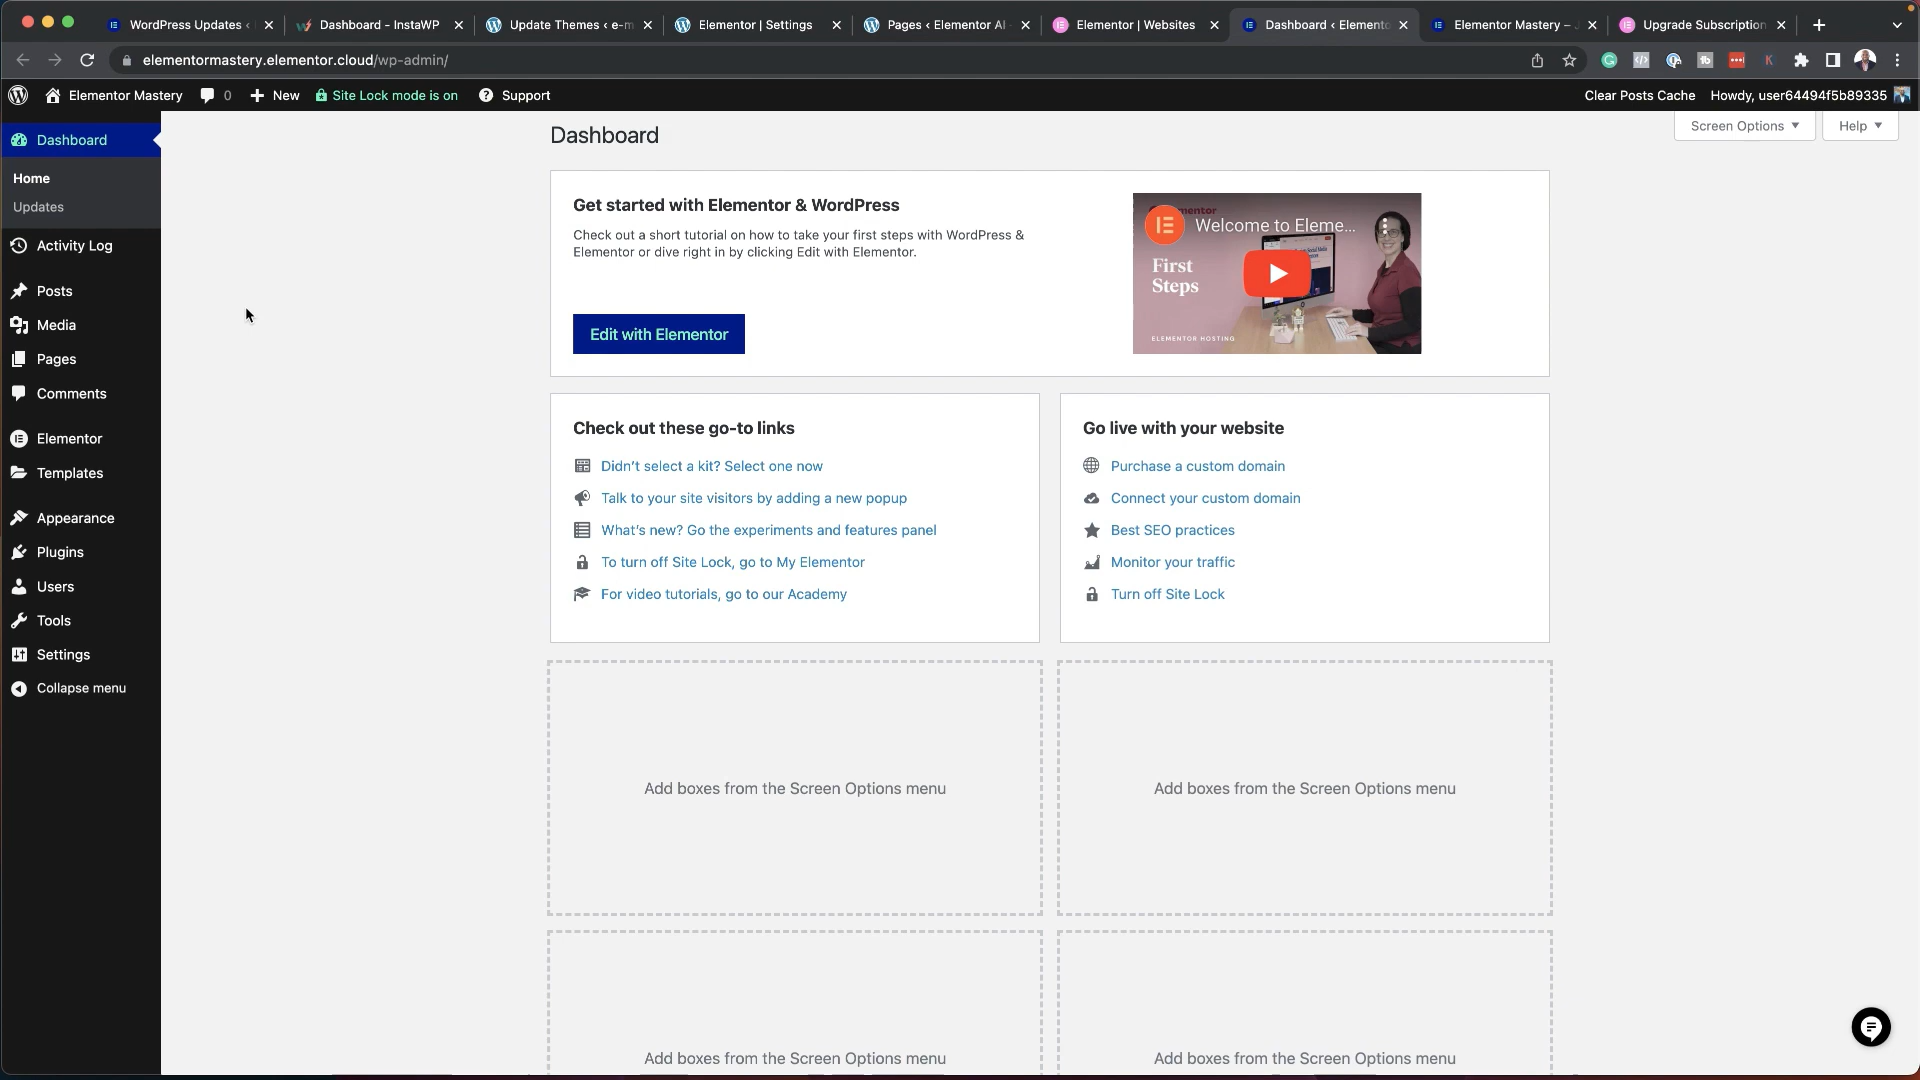 WordPress Updates ‹
Dashboard - InstaWP
Update Themes ‹ e-m
Elementor | Settings
Pages ‹ Elementor AI
Elementor | Websites
Dashboard ‹ Elemento
Elementor Mastery –
Upgrade Subscription
elementormastery.elementor.cloud/wp-admin/
Elementor Mastery
0
New
Site Lock mode is on
Support
Clear Posts Cache
Howdy, user64494f5b89335
Dashboard
Home
Updates
Activity Log
Posts
Media
Pages
Comments
Elementor
Templates
Appearance
Plugins
Users
Tools
Settings
Collapse menu
Dashboard
Screen Options
Help
Get started with Elementor & WordPress
Check out a short tutorial on how to take your first steps with WordPress &
Elementor or dive right in by clicking Edit with Elementor.
Edit with Elementor
Welcome to Eleme...
First
Steps
ELEMENTOR HOSTING
Check out these go-to links
Didn't select a kit? Select one now
Talk to your site visitors by adding a new popup
What's new? Go the experiments and features panel
To turn off Site Lock, go to My Elementor
For video tutorials, go to our Academy
Go live with your website
Purchase a custom domain
Connect your custom domain
Best SEO practices
Monitor your traffic
Turn off Site Lock
Add boxes from the Screen Options menu
Add boxes from the Screen Options menu
Add boxes from the Screen Options menu
Add boxes from the Screen Options menu